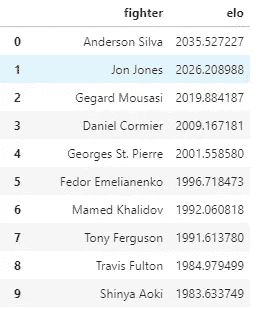 fighter elo
0 Anderson Silva 2035.527227
1 Jon Jones 2026.208988
2 Gegard Mousasi 2019.884187
3 Daniel Cormier 2009.167181
4 Georges St. Pierre 2001.558580
5 Fedor Emelianenko 1996.718473
6 Mamed Khalidov 1992.060818
7 Tony Ferguson 1991.613780
8 Travis Fulton 1984.979499
9 Shinya Aoki 1983.633749